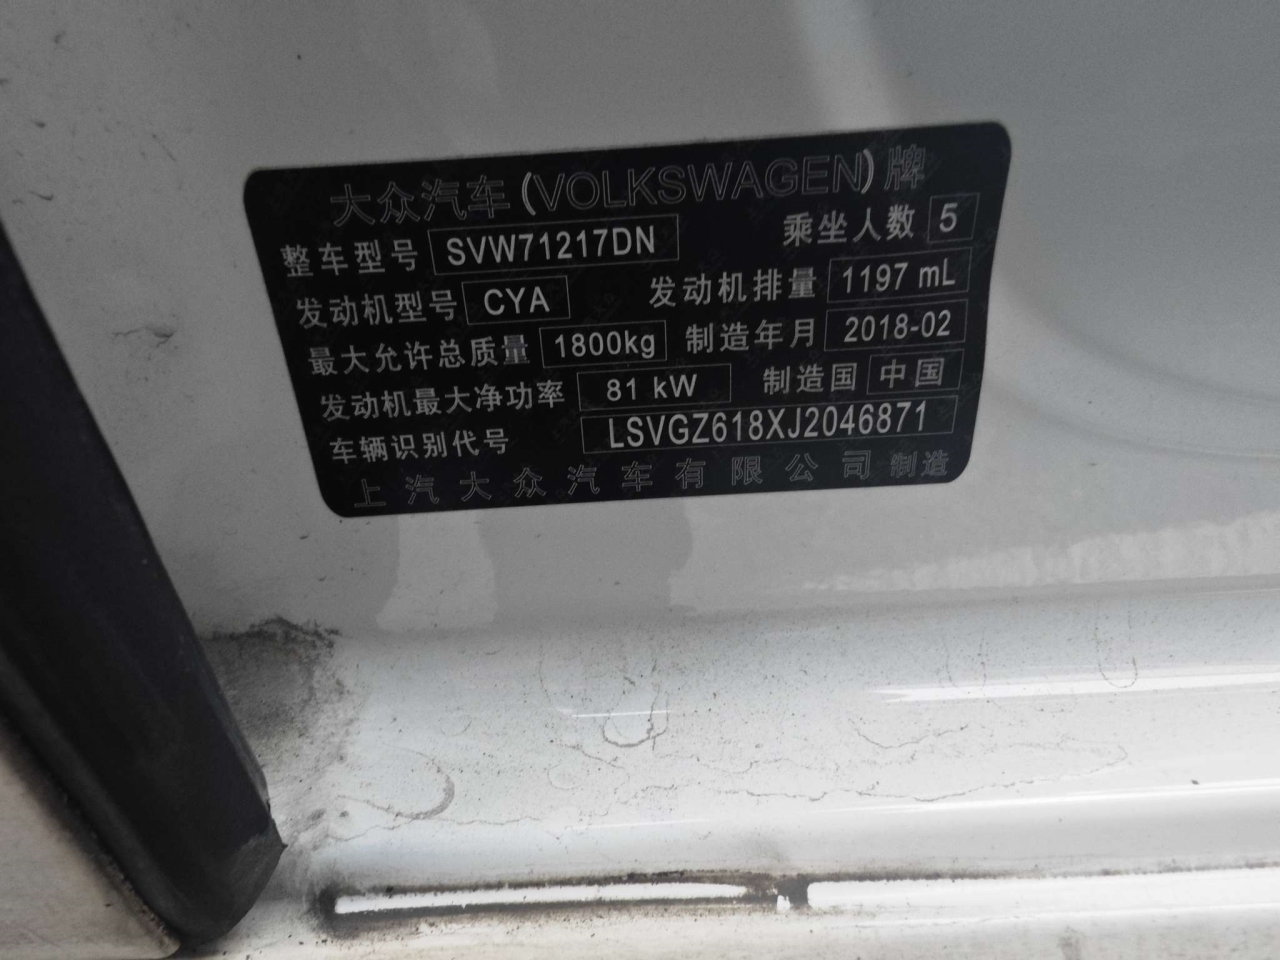 大众汽车(VOLKSWAGEN)牌
整车型号 SVW71217DN 乘坐人数 5
发动机型号 CYA 发动机排量 1197 mL
最大允许总质量 1800kg 制造年月 2018-02
发动机最大净功率 81 kW 制造国 中国
车辆识别代号 LSVGZ618XJ2046871
上汽大众汽车有限公司 制造